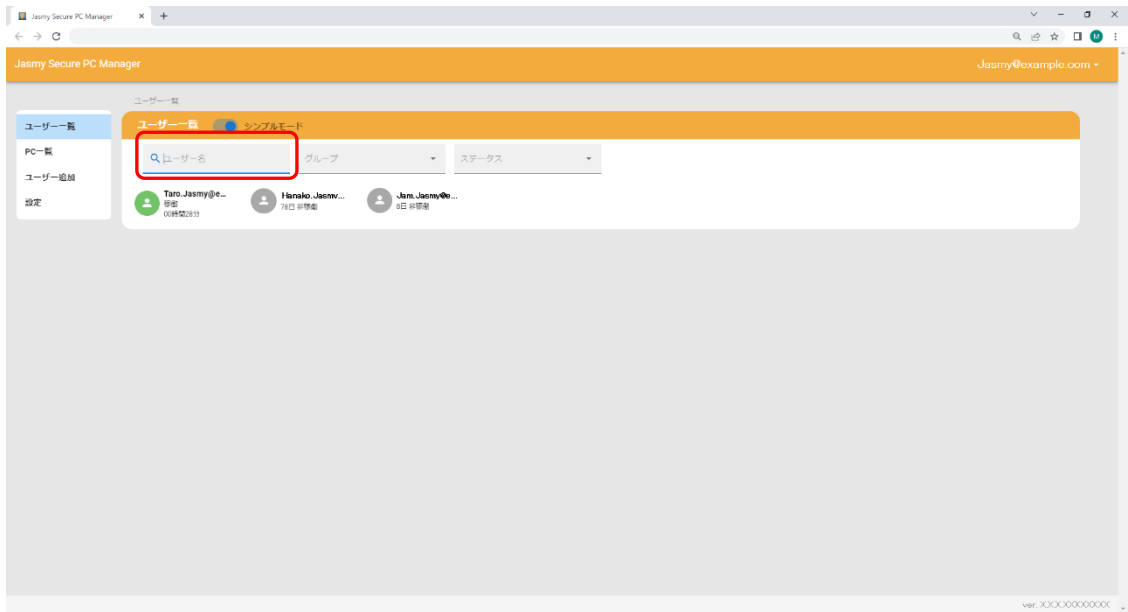 Jasmy Secure PC Manager
Jasmy Secure PC Manager
Jasmy@example.com
ユーザー一覧
ユーザー一覧
PC一覧
ユーザー追加
設定
ユーザー一覧 シンプルモード
ユーザー名 グループ ステータス
Taro.Jasmy@e...
稼働
00時間28分
Hanako.Jasmy...
78日 非稼働
Jam.Jasmy@e...
8日 非稼働
ver. XX.XX00000000X